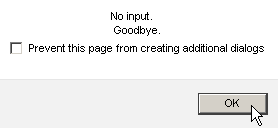 No input.
Goodbye.
Prevent this page from creating additional dialogs
OK